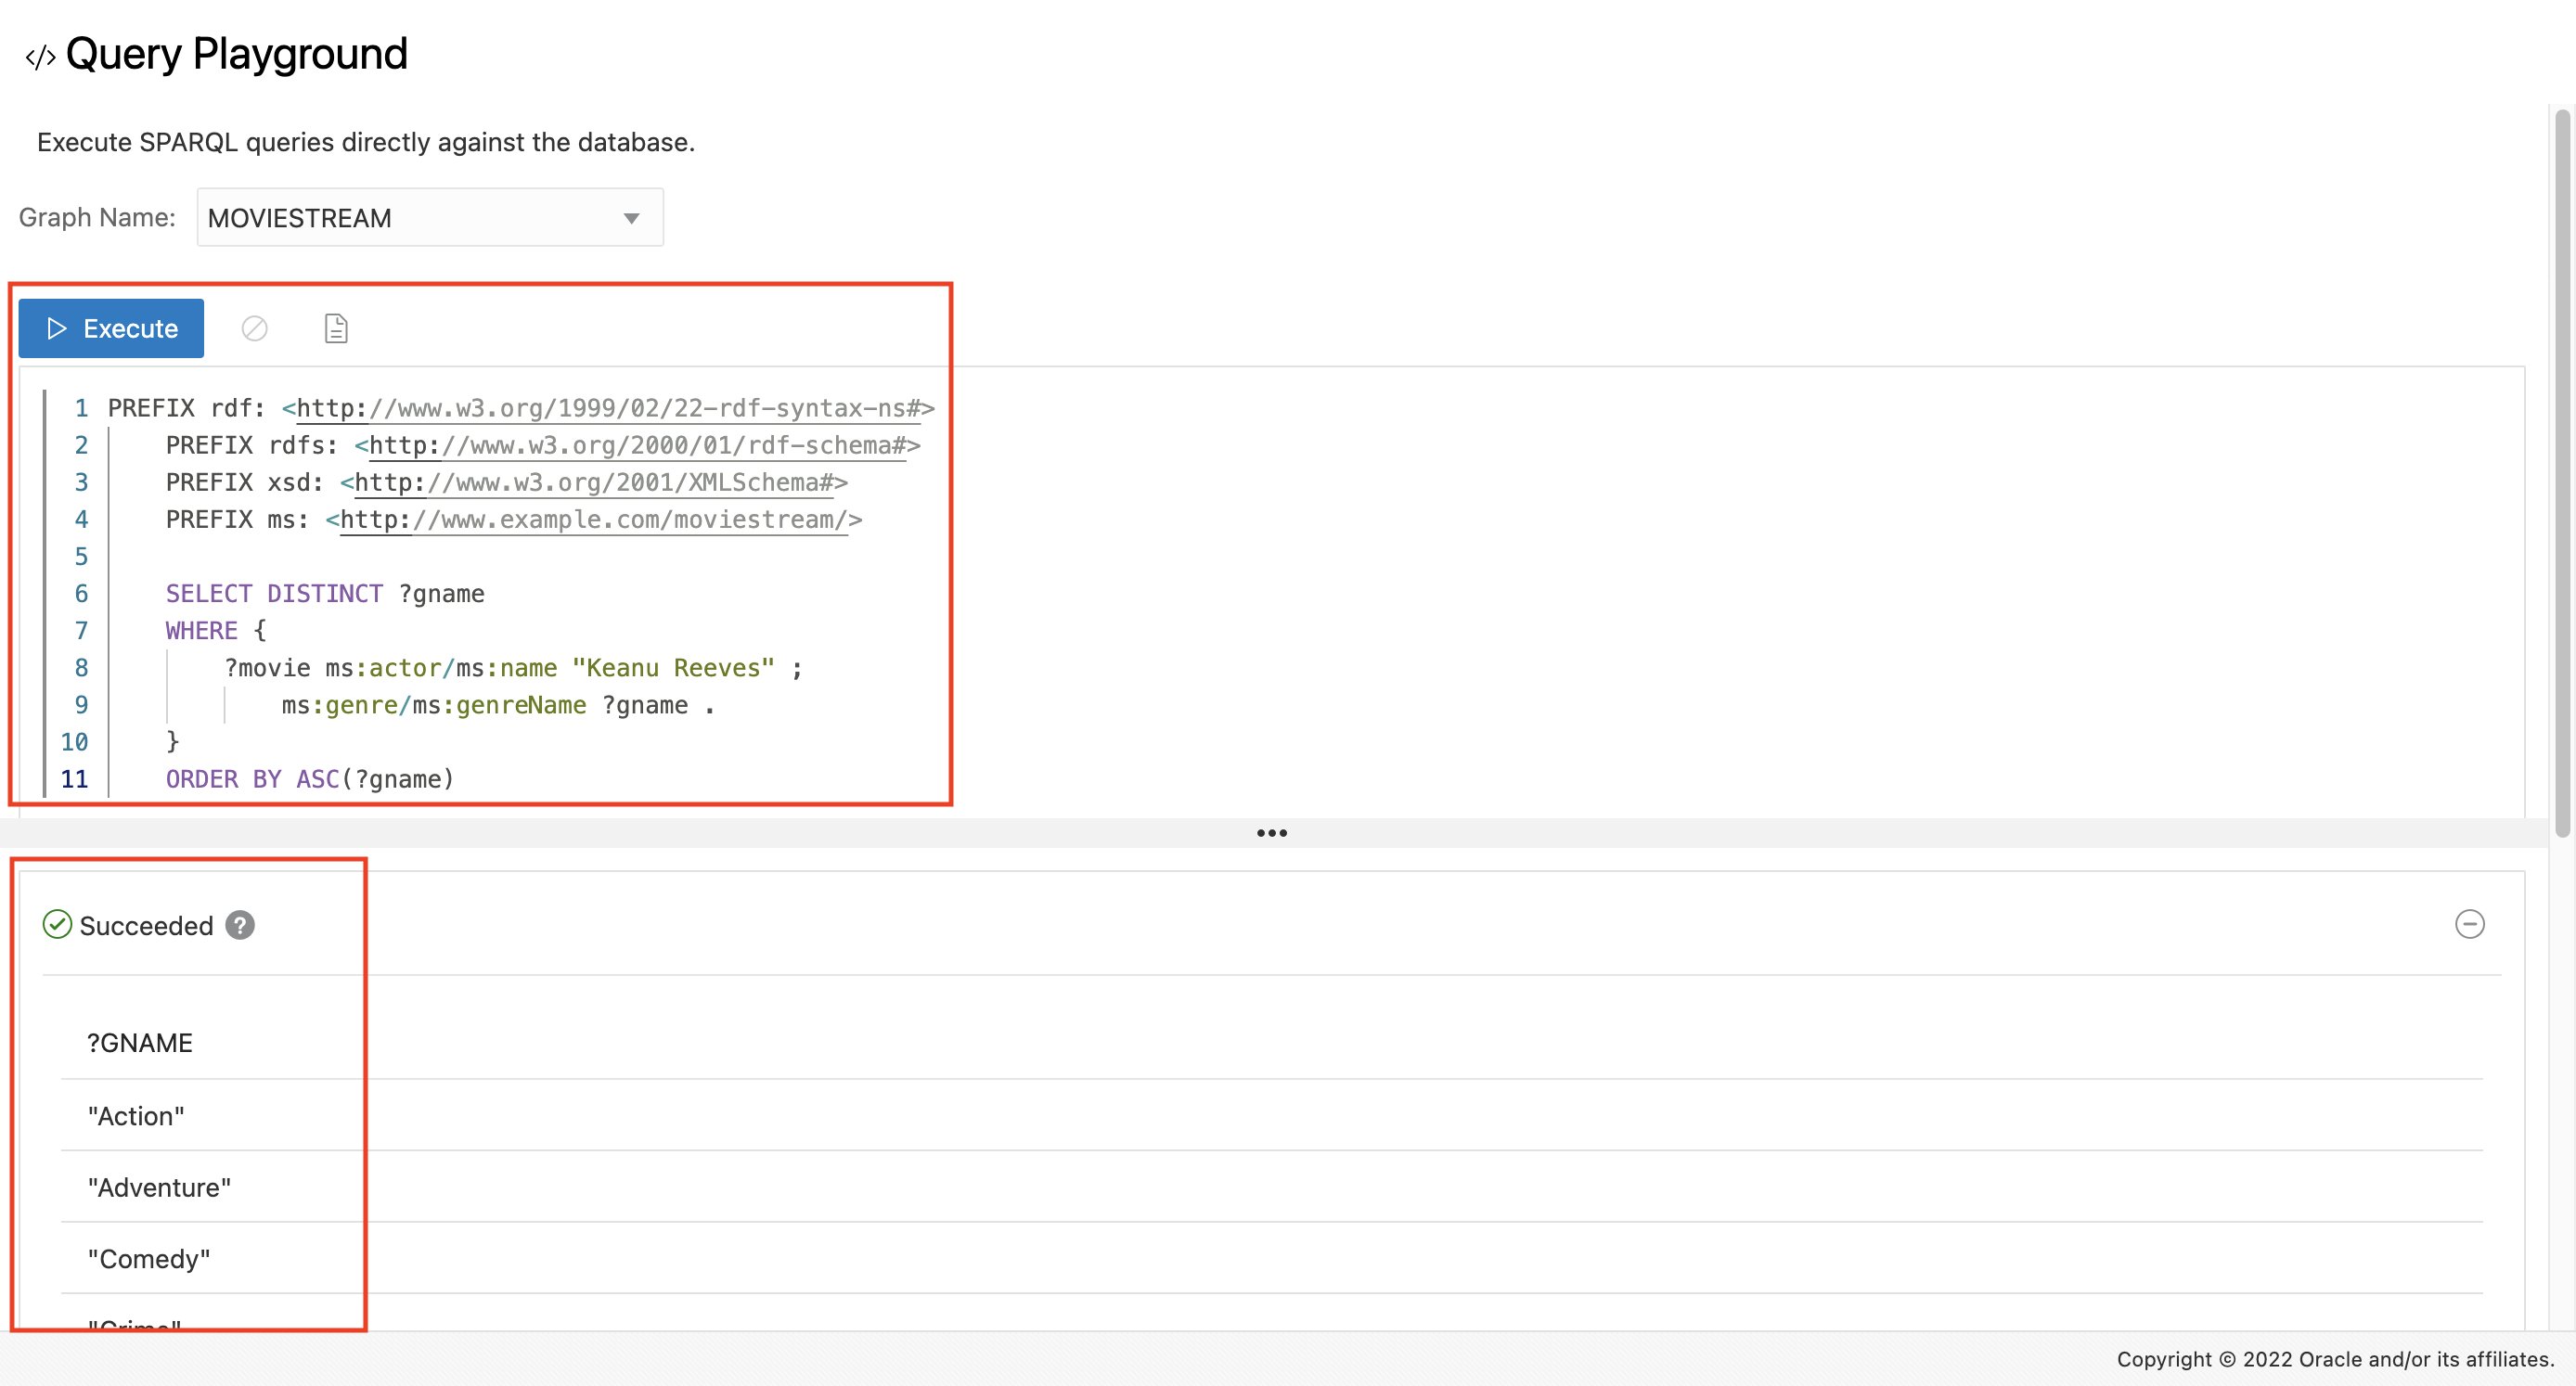 </> Query Playground
Execute SPARQL queries directly against the database.
Graph Name: MOVIESTREAM
Execute
1 PREFIX rdf: <http://www.w3.org/1999/02/22-rdf-syntax-ns#>
2 PREFIX rdfs: <http://www.w3.org/2000/01/rdf-schema#>
3 PREFIX xsd: <http://www.w3.org/2001/XMLSchema#>
4 PREFIX ms: <http://www.example.com/moviestream/>
5
6 SELECT DISTINCT ?gname
7 WHERE {
8 ?movie ms:actor/ms:name "Keanu Reeves" ;
9 ms:genre/ms:genreName ?gname .
10 }
11 ORDER BY ASC(?gname)
Succeeded ?
?GNAME
"Action"
"Adventure"
"Comedy"
"Crime"
Copyright © 2022 Oracle and/or its affiliates.